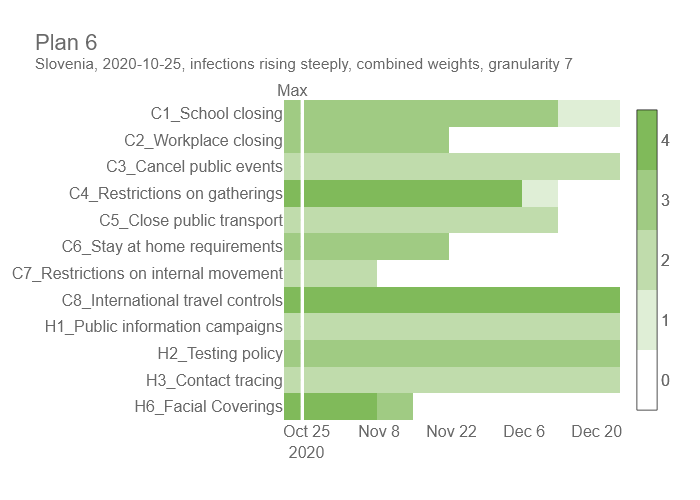 Plan 6
Slovenia, 2020-10-25, infections rising steeply, combined weights, granularity 7
Max
C1_School closing
C2_Workplace closing
C3_Cancel public events
C4_Restrictions on gatherings
C5_Close public transport
C6_Stay at home requirements
C7_Restrictions on internal movement
C8_International travel controls
H1_Public information campaigns
H2_Testing policy
H3_Contact tracing
H6_Facial Coverings
4
3
2
1
0
Oct 25 Nov 8 Nov 22 Dec 6 Dec 20
2020